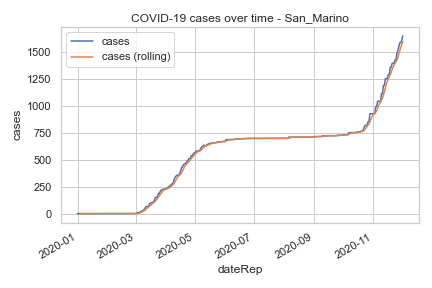 COVID-19 cases over time - San_Marino
cases
cases (rolling)
1500
1250
1000
750
500
250
0
cases
2020-01
2020-03
2020-05
2020-07
2020-09
2020-11
dateRep